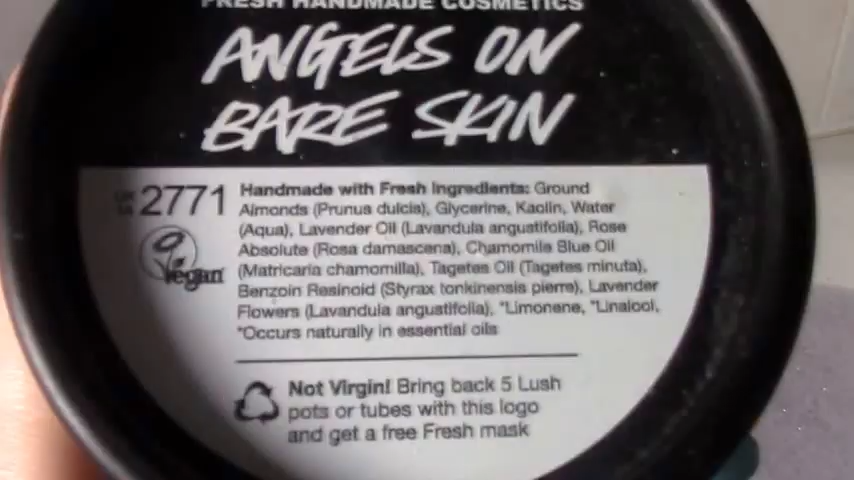 FRESH HANDMADE COSMETICS
ANGELS ON
BARE SKIN
2771
Vegan
Handmade with Fresh Ingredients: Ground
Almonds (Prunus dulcis), Glycerine, Kaolin, Water
(Aqua), Lavender Oil (Lavandula angustifolia), Rose
Absolute (Rosa damascena), Chamomile Blue Oil
(Matricaria chamomilla), Tagetes Oil (Tagetes minuta),
Benzoin Resinoid (Styrax tonkinensis pierre), Lavender
Flowers (Lavandula angustifolia), *Limonene, *Linalool,
*Occurs naturally in essential oils
Not Virgin! Bring back 5 Lush
pots or tubes with this logo
and get a free Fresh mask